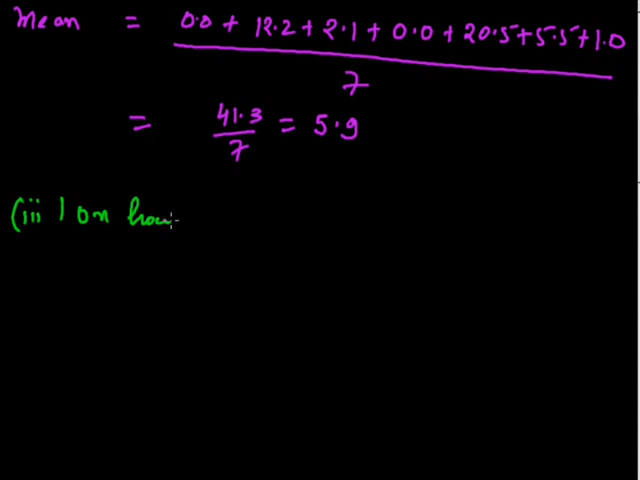 Mean = 0.0 + 12.2 + 2.1 + 0.0 + 20.5 + 5.5 + 1.0
7
= 41.3 / 7 = 5.9
(iii) On how